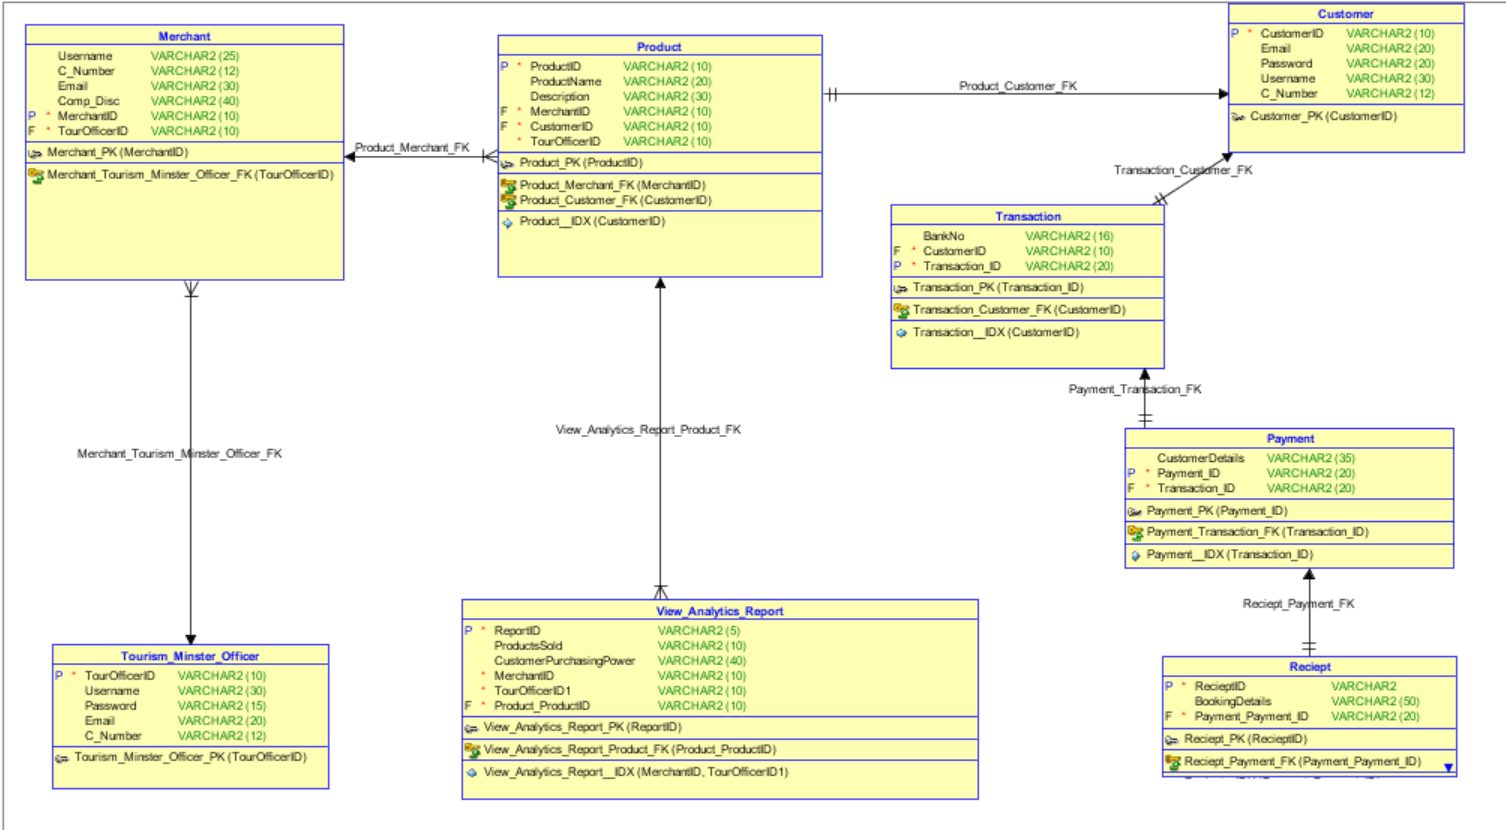 Merchant
Username VARCHAR2 (25)
C_Number VARCHAR2 (12)
Email VARCHAR2 (30)
Comp_Disc VARCHAR2 (40)
P * MerchantID VARCHAR2 (10)
F * TourOfficerID VARCHAR2 (10)
Merchant_PK (MerchantID)
Merchant_Tourism_Minster_Officer_FK (TourOfficerID)
Product_Merchant_FK
Product
P * ProductID VARCHAR2 (10)
ProductName VARCHAR2 (20)
Description VARCHAR2 (30)
F * MerchantID VARCHAR2 (10)
F * CustomerID VARCHAR2 (10)
* TourOfficerID VARCHAR2 (10)
Product_PK (ProductID)
Product_Merchant_FK (MerchantID)
Product_Customer_FK (CustomerID)
Product__IDX (CustomerID)
Product_Customer_FK
Customer
P * CustomerID VARCHAR2 (10)
Email VARCHAR2 (20)
Password VARCHAR2 (20)
Username VARCHAR2 (30)
C_Number VARCHAR2 (12)
Customer_PK (CustomerID)
Transaction_Customer_FK
Transaction
BankNo VARCHAR2 (16)
F * CustomerID VARCHAR2 (10)
P * Transaction_ID VARCHAR2 (20)
Transaction_PK (Transaction_ID)
Transaction_Customer_FK (CustomerID)
Transaction__IDX (CustomerID)
Payment_Transaction_FK
Payment
CustomerDetails VARCHAR2 (35)
P * Payment_ID VARCHAR2 (20)
F * Transaction_ID VARCHAR2 (20)
Payment_PK (Payment_ID)
Payment_Transaction_FK (Transaction_ID)
Payment__IDX (Transaction_ID)
Reciept_Payment_FK
Reciept
P * RecieptID VARCHAR2
BookingDetails VARCHAR2 (50)
F * Payment_Payment_ID VARCHAR2 (20)
Reciept_PK (RecieptID)
Reciept_Payment_FK (Payment_Payment_ID)
View_Analytics_Report_Product_FK
View_Analytics_Report
P * ReportID VARCHAR2 (5)
ProductsSold VARCHAR2 (10)
CustomerPurchasingPower VARCHAR2 (40)
* MerchantID VARCHAR2 (10)
* TourOfficerID1 VARCHAR2 (10)
F * Product_ProductID VARCHAR2 (10)
View_Analytics_Report_PK (ReportID)
View_Analytics_Report_Product_FK (Product_ProductID)
View_Analytics_Report__IDX (MerchantID, TourOfficerID1)
Merchant_Tourism_Minster_Officer_FK
Tourism_Minster_Officer
P * TourOfficerID VARCHAR2 (10)
Username VARCHAR2 (30)
Password VARCHAR2 (15)
Email VARCHAR2 (20)
C_Number VARCHAR2 (12)
Tourism_Minster_Officer_PK (TourOfficerID)